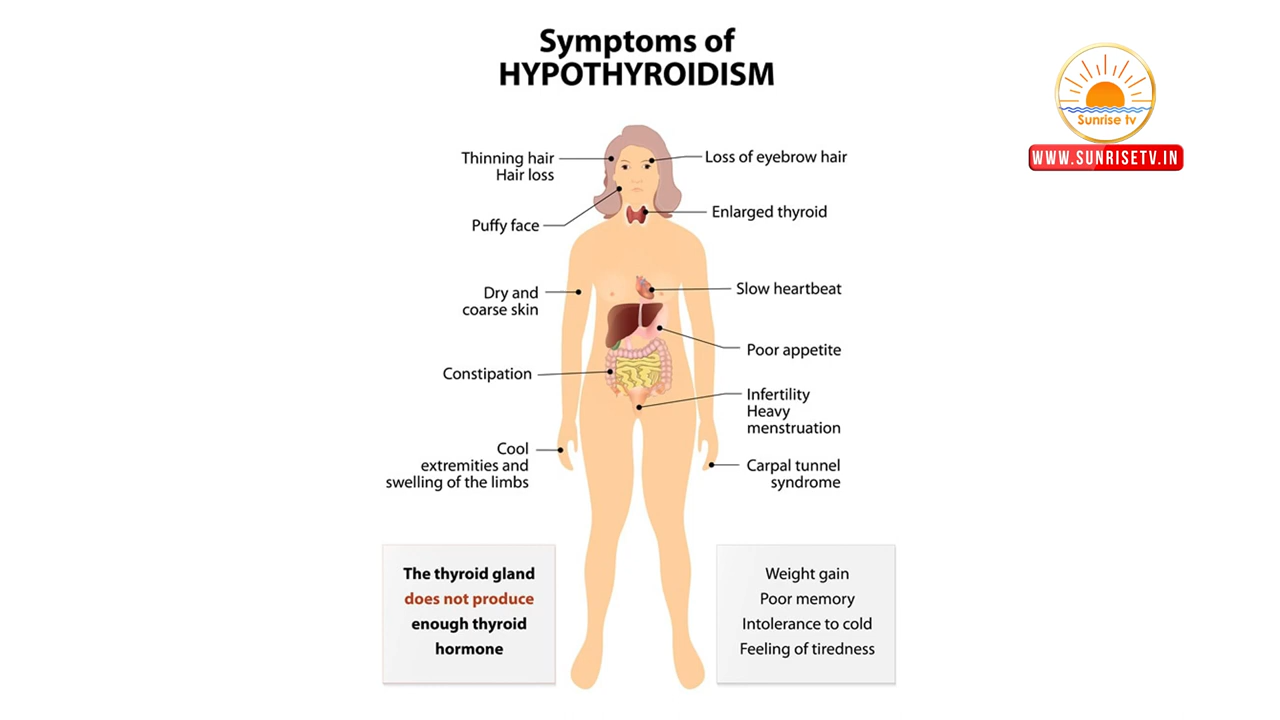 Symptoms of
HYPOTHYROIDISM
Sunrise tv
WWW.SUNRISETV.IN
Thinning hair
Hair loss
Loss of eyebrow hair
Puffy face
Enlarged thyroid
Dry and
coarse skin
Slow heartbeat
Poor appetite
Constipation
Infertility
Heavy
menstruation
Cool
extremities and
swelling of the limbs
Carpal tunnel
syndrome
The thyroid gland
does not produce
enough thyroid
hormone
Weight gain
Poor memory
Intolerance to cold
Feeling of tiredness